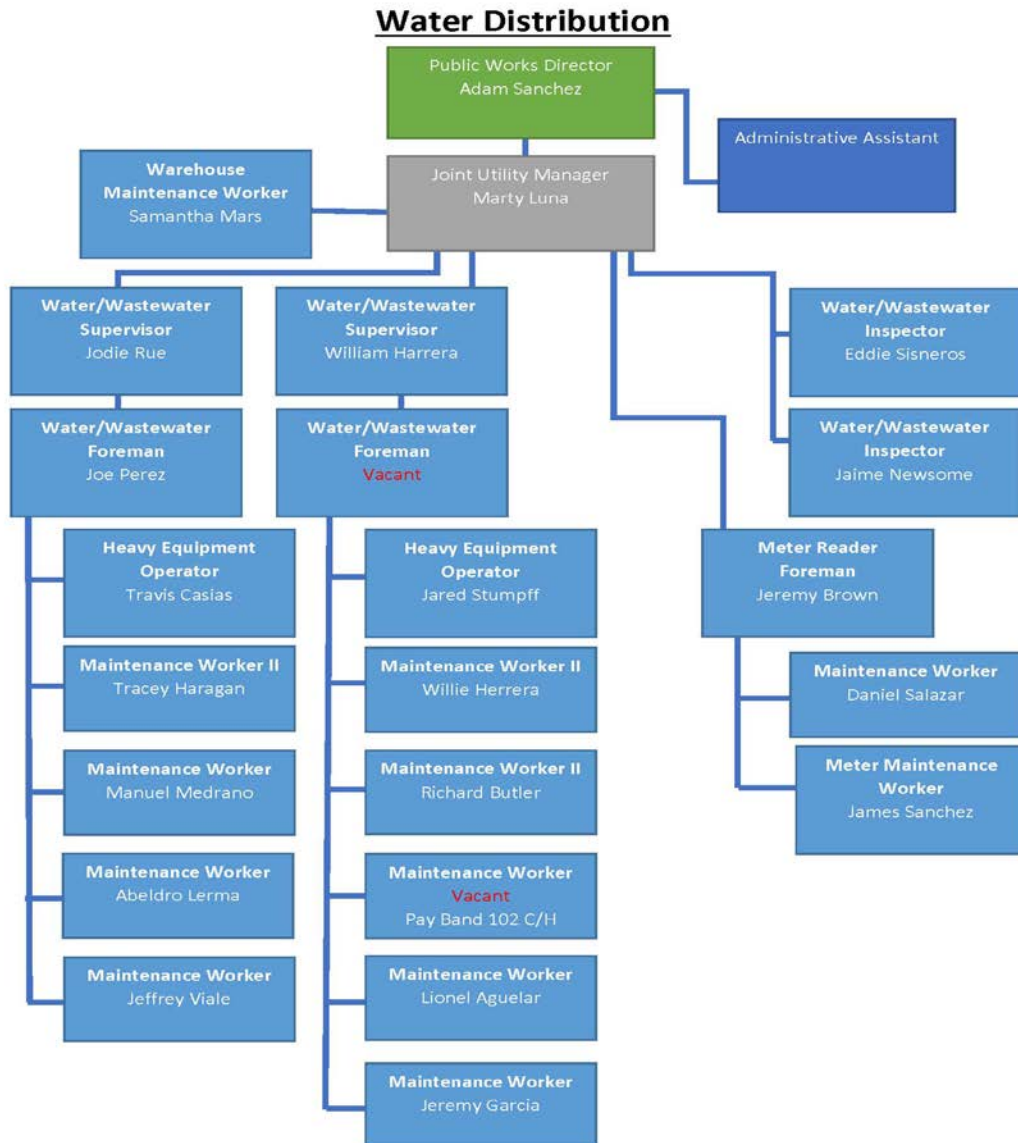 Water Distribution
Public Works Director
Adam Sanchez
Administrative Assistant
Warehouse
Maintenance Worker
Samantha Mars
Joint Utility Manager
Marty Luna
Water/Wastewater
Supervisor
Jodie Rue
Water/Wastewater
Supervisor
William Harrera
Water/Wastewater
Inspector
Eddie Sisneros
Water/Wastewater
Foreman
Joe Perez
Water/Wastewater
Foreman
Vacant
Water/Wastewater
Inspector
Jaime Newsome
Heavy Equipment
Operator
Travis Casias
Heavy Equipment
Operator
Jared Stumpff
Meter Reader
Foreman
Jeremy Brown
Maintenance Worker II
Tracey Haragan
Maintenance Worker II
Willie Herrera
Maintenance Worker
Daniel Salazar
Maintenance Worker
Manuel Medrano
Maintenance Worker II
Richard Butler
Meter Maintenance
Worker
James Sanchez
Maintenance Worker
Abeldro Lerma
Maintenance Worker
Vacant
Pay Band 102 C/H
Maintenance Worker
Jeffrey Viale
Maintenance Worker
Lionel Aguelar
Maintenance Worker
Jeremy Garcia